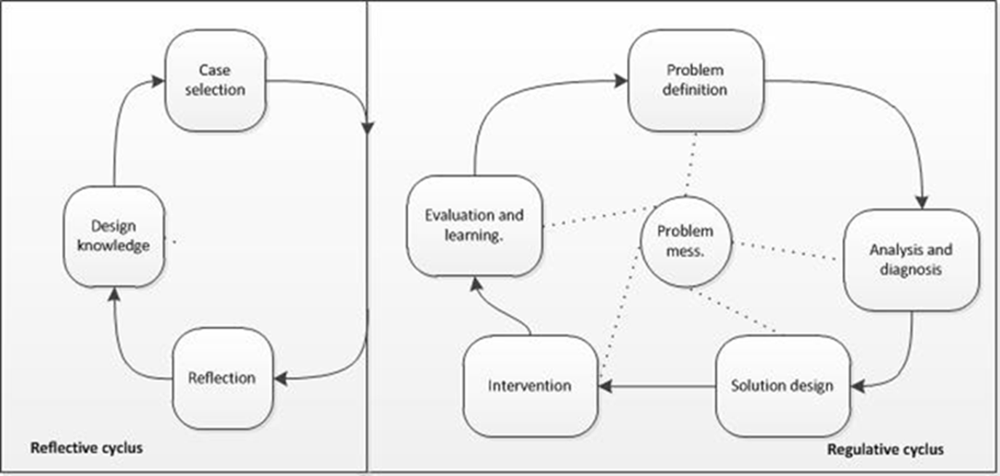 Case
selection
Design
knowledge
Reflection
Reflective cyclus
Problem
definition
Evaluation and
learning.
Problem
mess.
Analysis and
diagnosis
Intervention
Solution design
Regulative cyclus